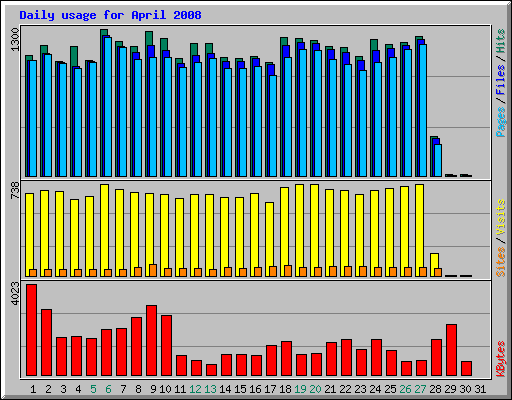 Daily usage for April 2008
1300
Pages / Files / Hits
738
Sites / Visits
4023
KBytes
1 2 3 4 5 6 7 8 9 10 11 12 13 14 15 16 17 18 19 20 21 22 23 24 25 26 27 28 29 30 31